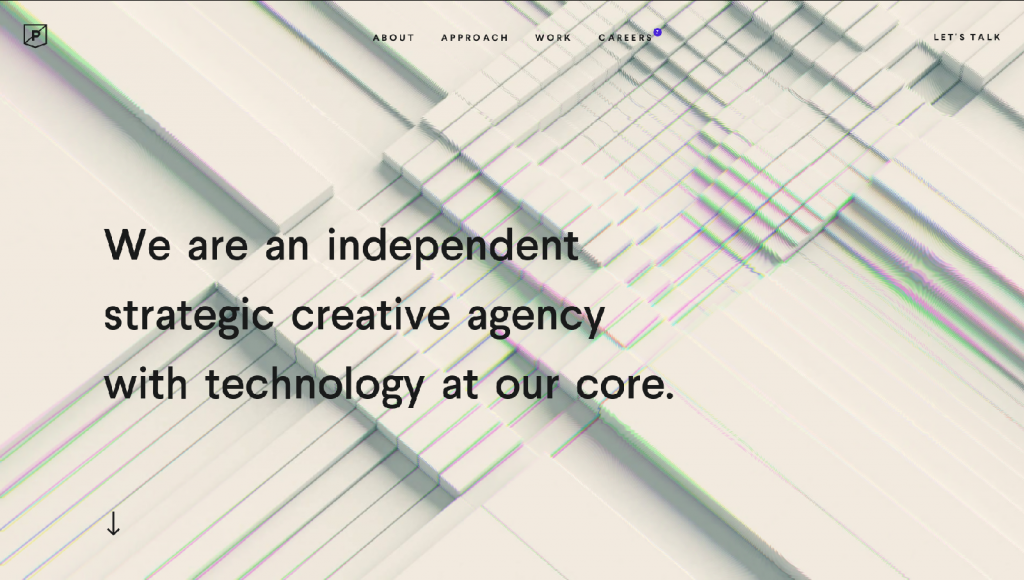 P
ABOUT
APPROACH
WORK
CAREERS
LET'S TALK
We are an independent
strategic creative agency
with technology at our core.